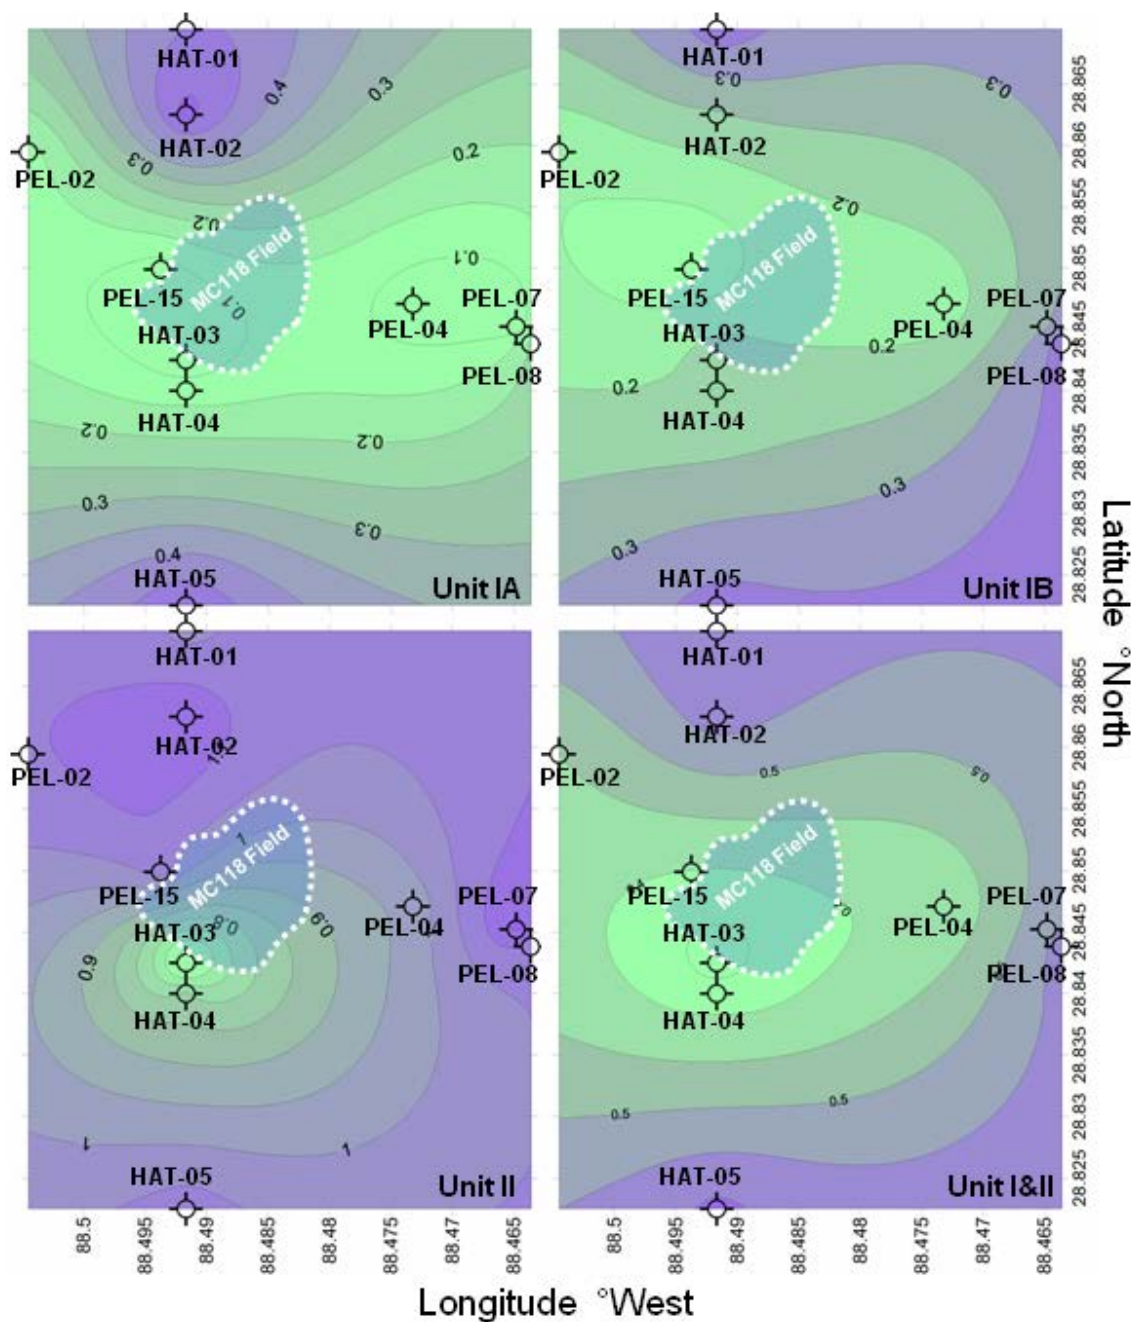 HAT-01
0.4
0.3
HAT-02
0.3
0.2
PEL-02
0.2
MC118 Field
0.1
PEL-15
0.1
PEL-07
HAT-03
PEL-04
PEL-08
HAT-04
0.2
0.2
0.3
0.3
0.4
HAT-05
Unit IA
HAT-01
0.3
0.3
HAT-02
PEL-02
0.2
MC118 Field
PEL-15
PEL-07
HAT-03
PEL-04
0.2
PEL-08
0.2
HAT-04
0.3
0.3
HAT-05
Unit IB
28.865
28.86
28.855
28.85
28.845
28.84
28.835
28.83
28.825
HAT-01
HAT-02
PEL-02
1
MC118 Field
PEL-15
PEL-07
0.8
0.9
HAT-03
PEL-04
0.9
PEL-08
HAT-04
1
1
HAT-05
Unit II
HAT-01
HAT-02
0.5
0.5
PEL-02
MC118 Field
PEL-15
PEL-07
HAT-03
PEL-04
PEL-08
HAT-04
0.5
0.5
HAT-05
Unit I&II
28.865
28.86
28.855
28.85
28.845
28.84
28.835
28.83
28.825
Latitude °North
88.5
88.495
88.49
88.485
88.48
88.475
88.47
88.465
88.5
88.495
88.49
88.485
88.48
88.475
88.47
88.465
Longitude °West